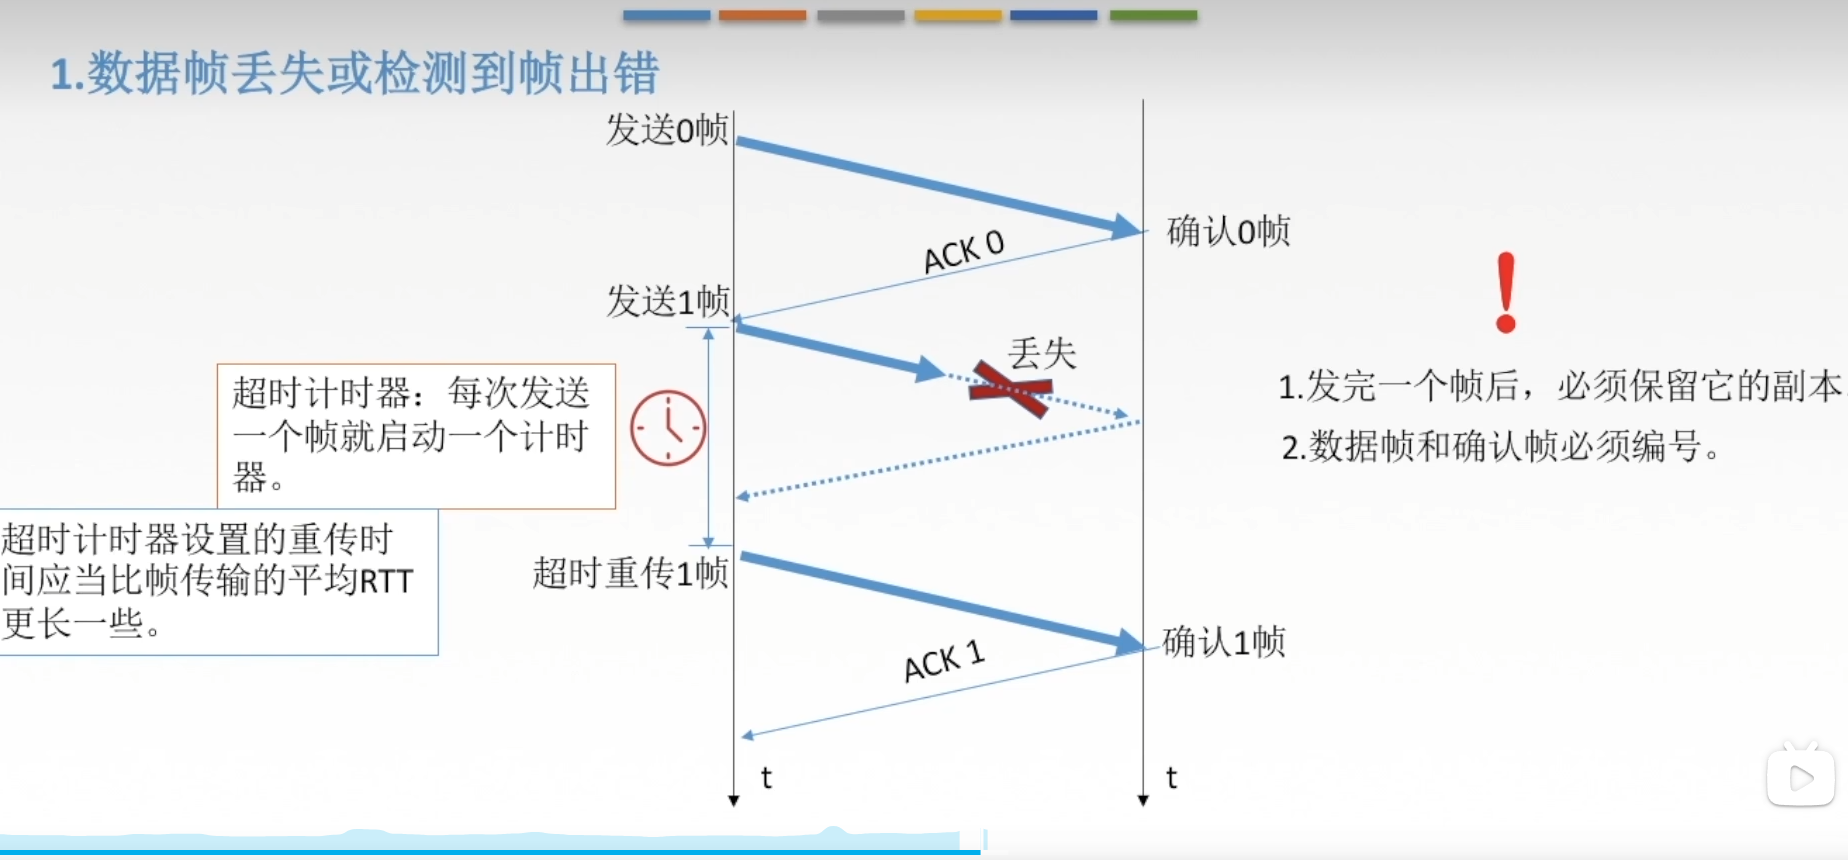 1.数据帧丢失或检测到帧出错
发送0帧
确认0帧
ACK 0
发送1帧
丢失
超时计时器：每次发送
一个帧就启动一个计时
器。
1.发完一个帧后，必须保留它的副本
2.数据帧和确认帧必须编号。
超时计时器设置的重传时
间应当比帧传输的平均RTT
更长一些。
超时重传1帧
确认1帧
ACK 1
t
t